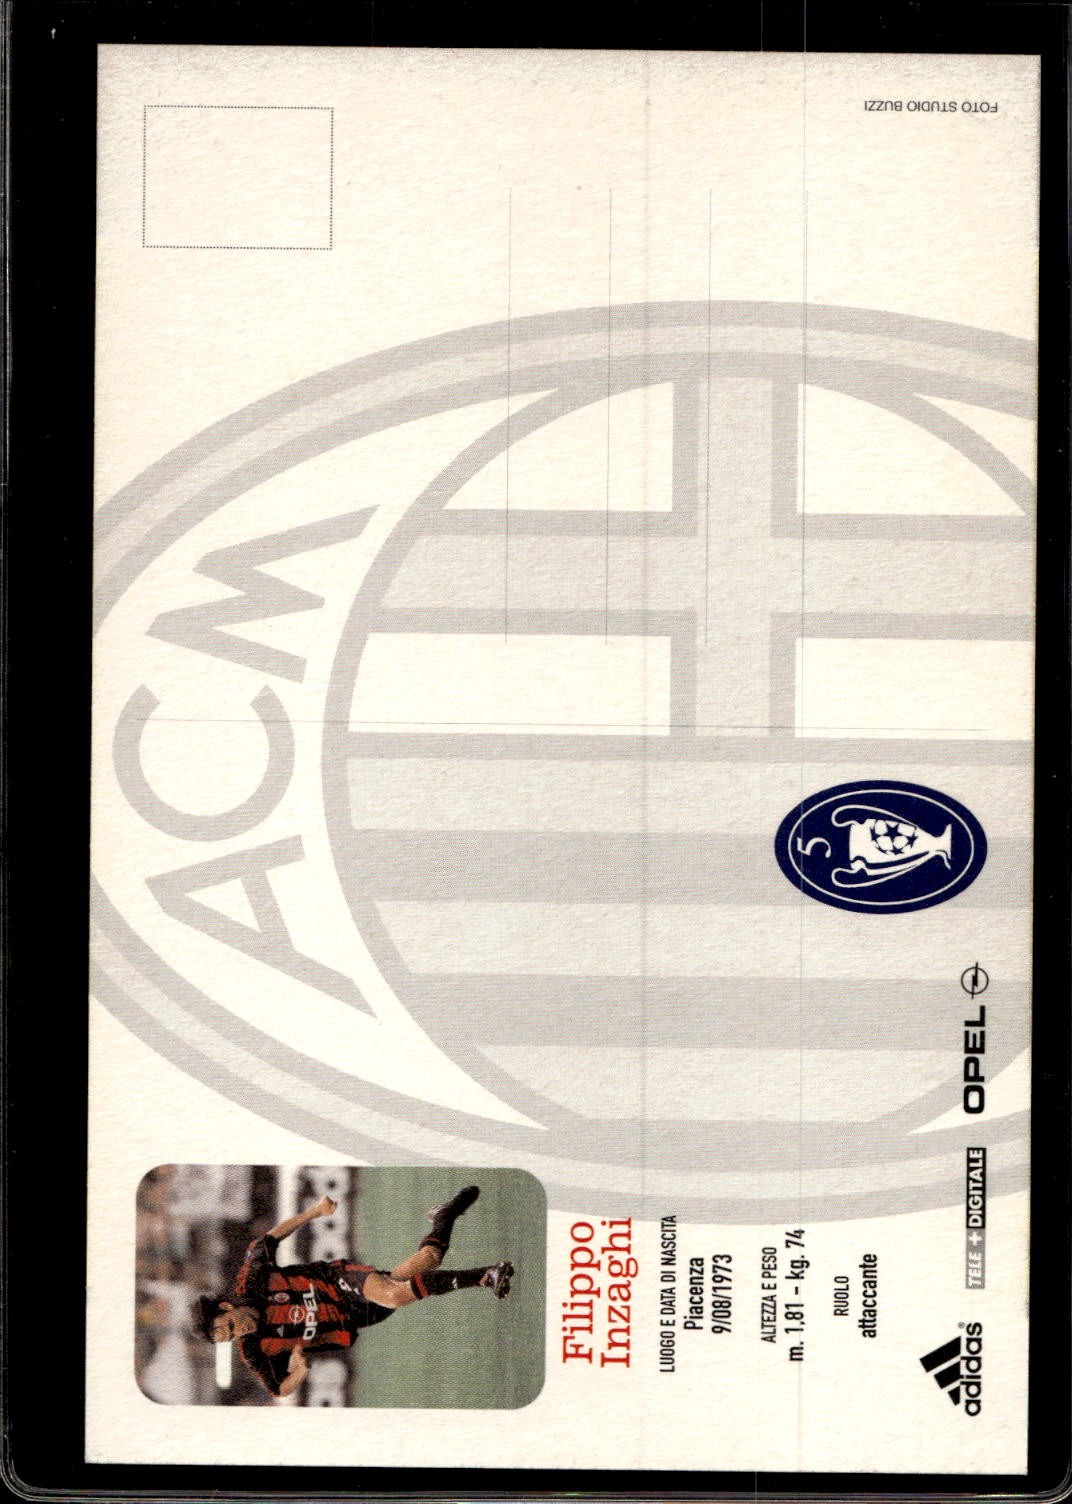 Filippo
Inzaghi
LUOGO E DATA DI NASCITA
Piacenza
9/08/1973
ALTEZZA E PESO
m. 1,81 - kg. 74
RUOLO
attaccante
adidas®
TELE + DIGITALE
OPEL
5
ACM
OPEL
FOTO STUDIO BUZZI